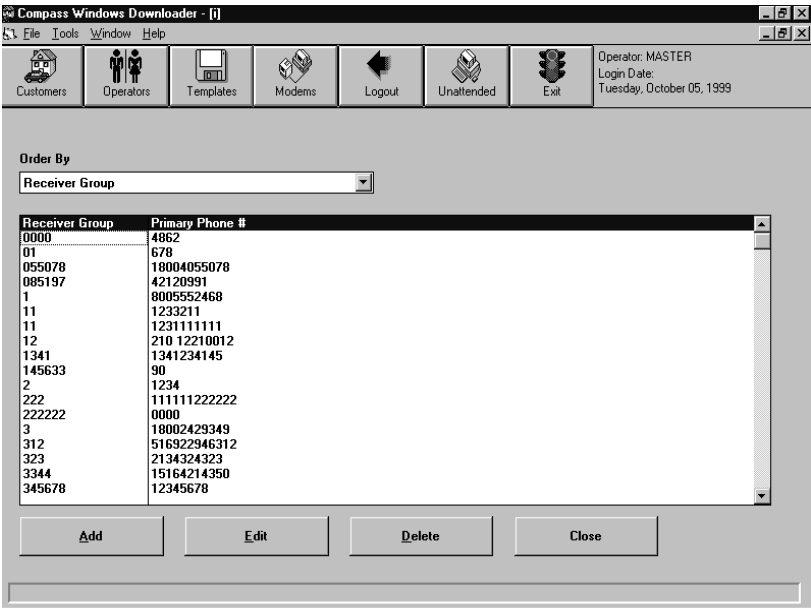 Compass Windows Downloader - [i]
File Tools Window Help
Customers Operators Templates Modems Logout Unattended Exit
Operator: MASTER
Login Date:
Tuesday, October 05, 1999
Order By
Receiver Group
Receiver Group Primary Phone #
0000 4862
01 678
055078 18004055078
085197 42120991
1 8005552468
11 1233211
11 1231111111
12 210 12210012
1341 1341234145
145633 90
2 1234
222 111111222222
222222 0000
3 18002429349
312 516922946312
323 2134324323
3344 15164214350
345678 12345678
Add Edit Delete Close